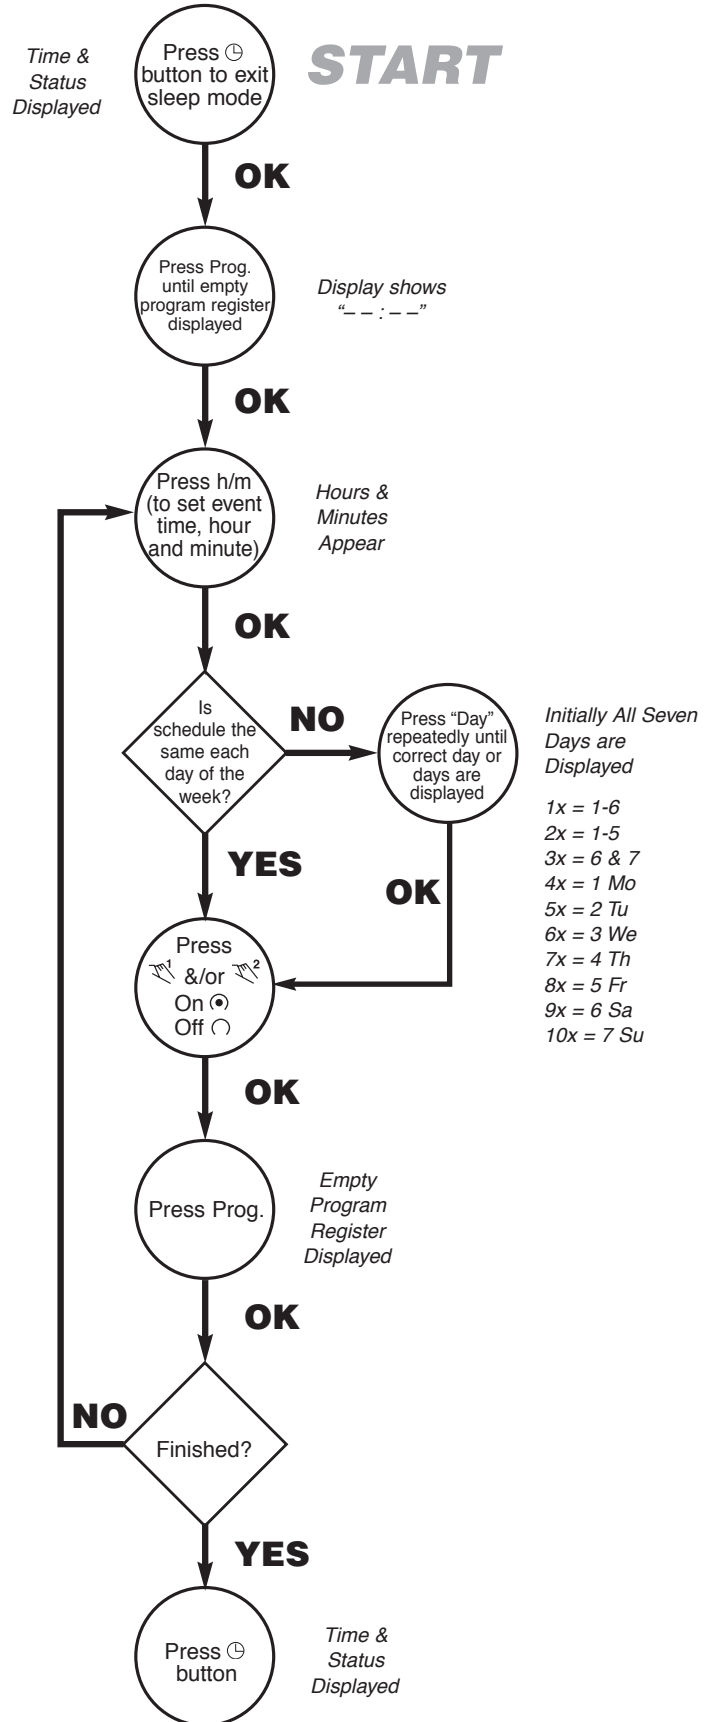 Time &
Status
Displayed
Press
button to exit
sleep mode
START
OK
Press Prog.
until empty
program register
displayed
Display shows
“– – : – –”
OK
Press h/m
(to set event
time, hour
and minute)
Hours &
Minutes
Appear
OK
Is
schedule the
same each
day of the
week?
NO
Press “Day”
repeatedly until
correct day or
days are
displayed
Initially All Seven
Days are
Displayed
1x = 1-6
2x = 1-5
3x = 6 & 7
4x = 1 Mo
5x = 2 Tu
6x = 3 We
7x = 4 Th
8x = 5 Fr
9x = 6 Sa
10x = 7 Su
YES
OK
Press
1 &/or 2
On
Off
OK
Press Prog.
Empty
Program
Register
Displayed
OK
NO
Finished?
YES
Press
button
Time &
Status
Displayed